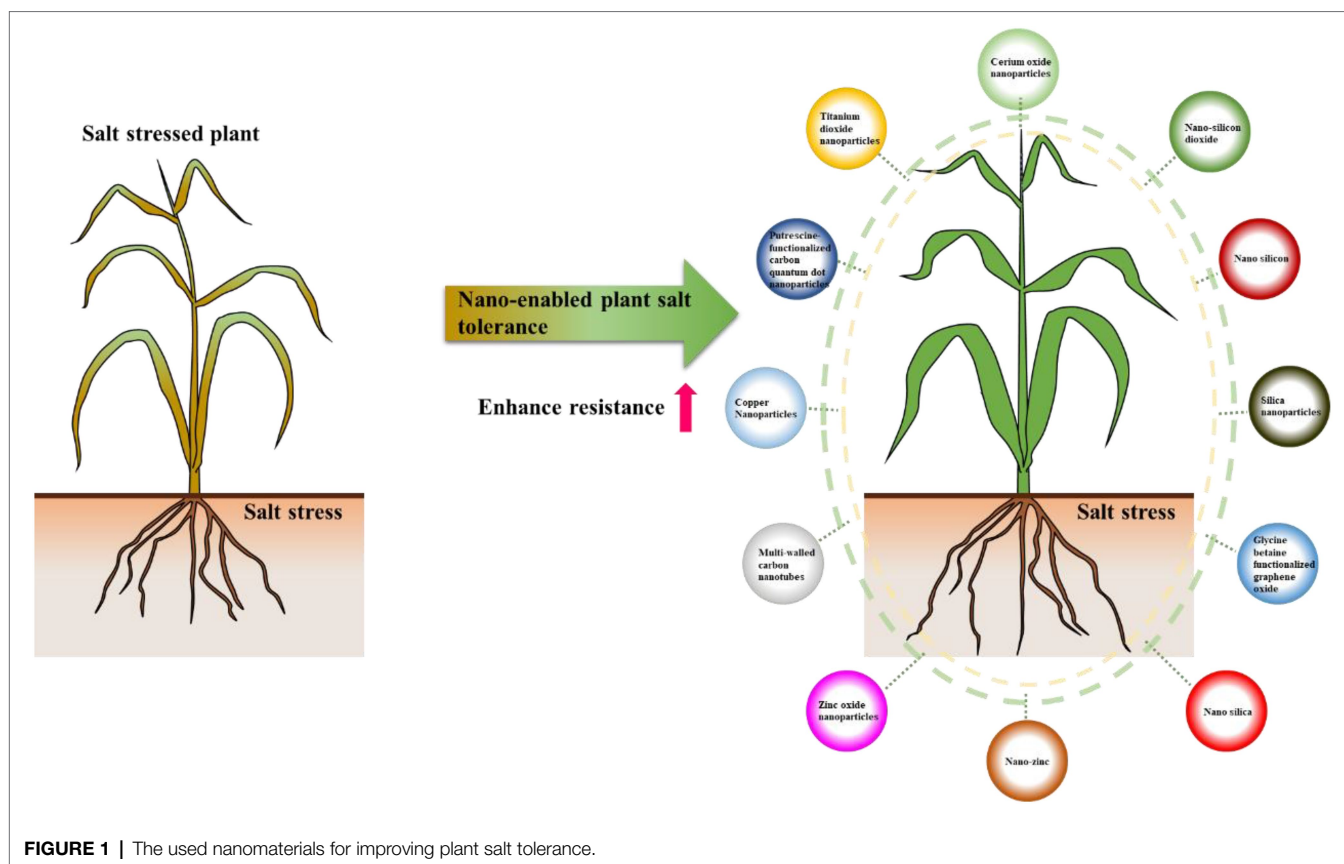 Salt stressed plant
Salt stress
Nano-enabled plant salt
tolerance
Enhance resistance
Cerium oxide
nanoparticles
Titanium
dioxide
nanoparticles
Nano-silicon
dioxide
Putrescine-
functionalized
carbon
quantum dot
nanoparticles
Nano silicon
Copper
Nanoparticles
Silica
nanoparticles
Salt stress
Multi-walled
carbon
nanotubes
Glycine
betaine
functionalized
graphene
oxide
Zinc oxide
nanoparticles
Nano silica
Nano-zinc
FIGURE 1 | The used nanomaterials for improving plant salt tolerance.